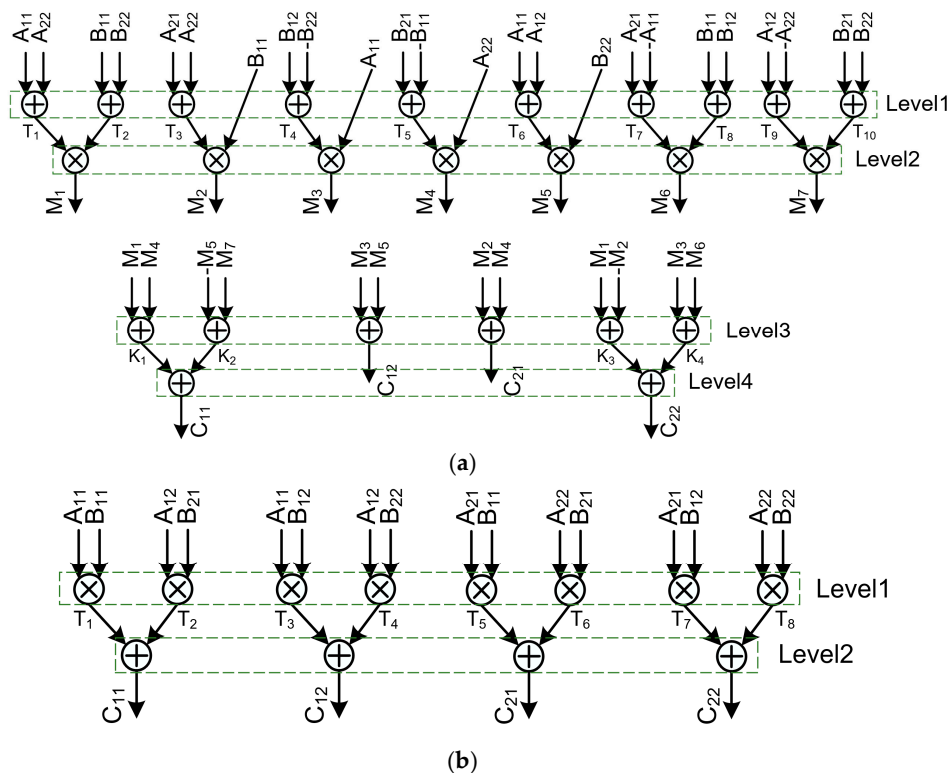 A11 A22 B11 B22 A21 A22 B11 B12 -B22 A11 B21 -B11 A22 A11 A12 B22 A21 -A11 B11 B12 A12 -A22 B21 B22
Level1
T1 T2 T3 T4 T5 T6 T7 T8 T9 T10
Level2
M1 M2 M3 M4 M5 M6 M7
M1 M4 -M5 M7 M3 M5 M2 M4 M1 -M2 M3 M6
Level3
K1 K2 K3 K4
C12 C21
Level4
C11 C22
(a)
A11 B11 A12 B21 A11 B12 A12 B22 A21 B11 A22 B21 A21 B12 A22 B22
Level1
T1 T2 T3 T4 T5 T6 T7 T8
Level2
C11 C12 C21 C22
(b)